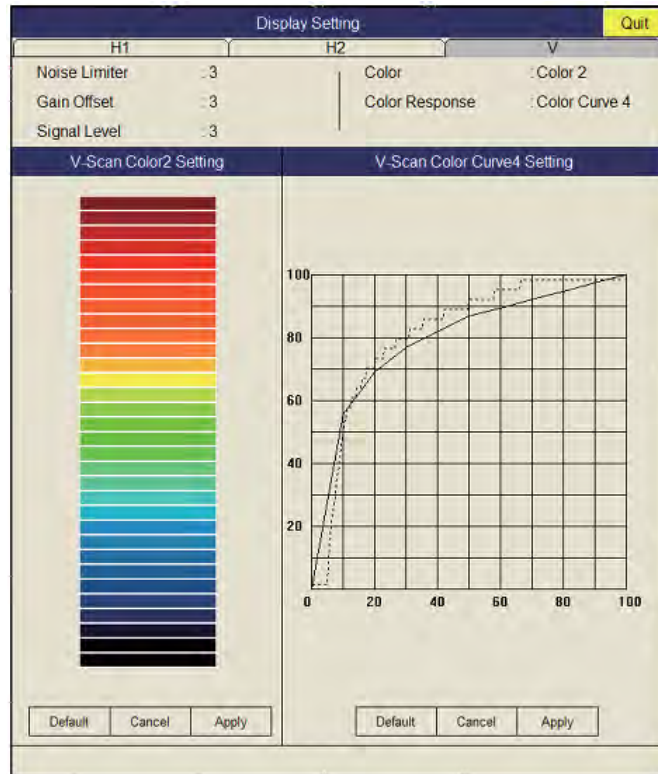 Display Setting Quit
H1 H2 V
Noise Limiter : 3 Color : Color 2
Gain Offset : 3 Color Response : Color Curve 4
Signal Level : 3
V-Scan Color2 Setting V-Scan Color Curve4 Setting
100
80
60
40
20
0 20 40 60 80 100
Default Cancel Apply Default Cancel Apply